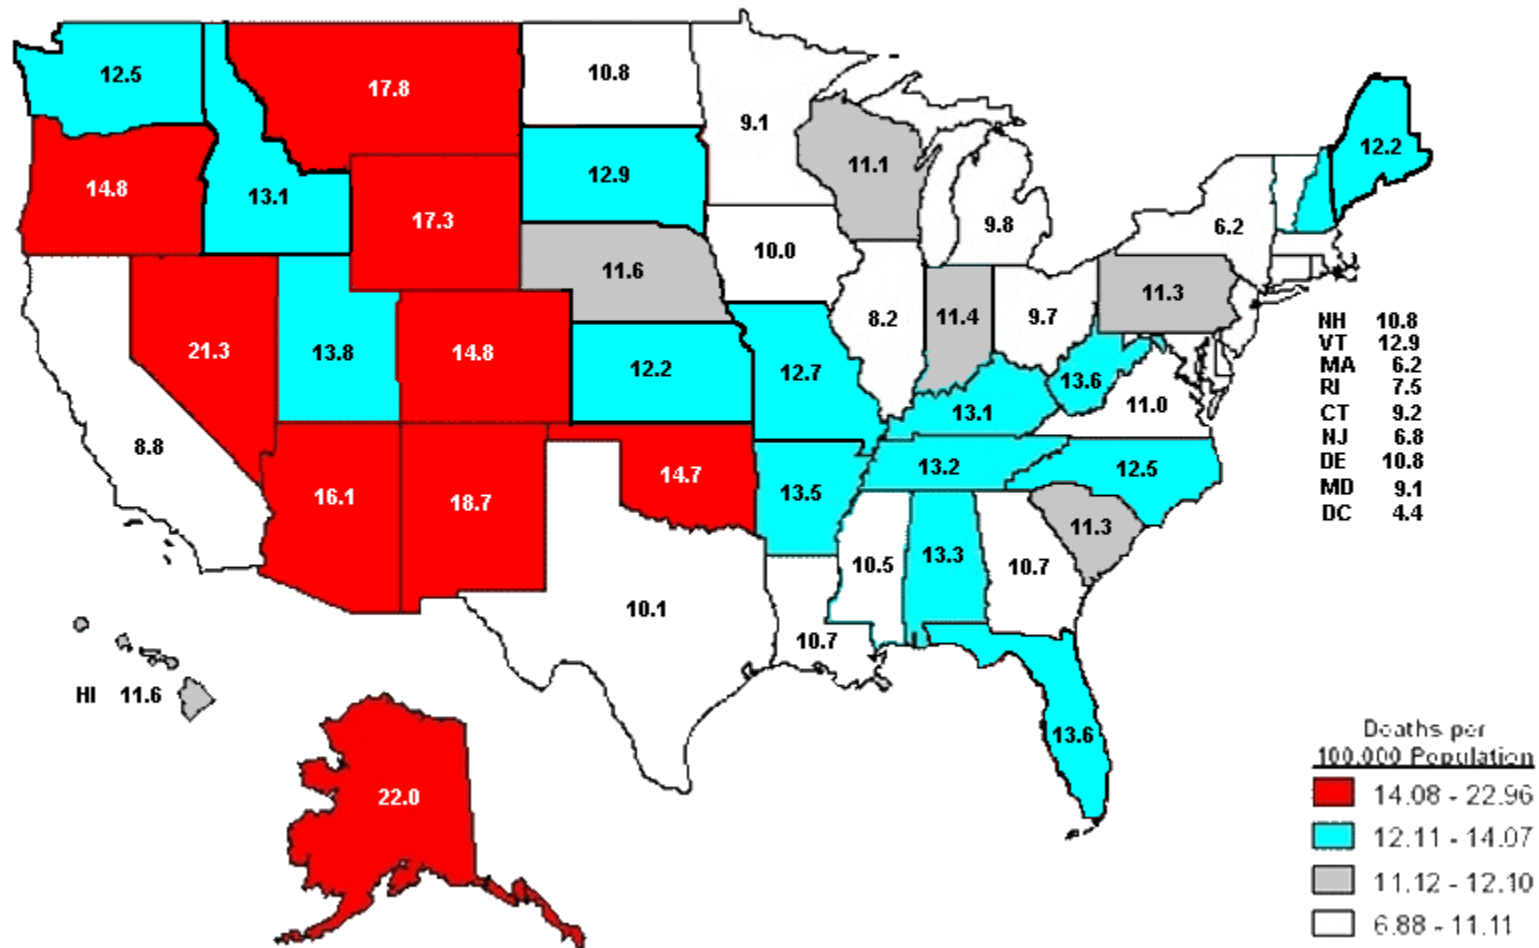 12.5
17.8
10.8
9.1
11.1
12.2
14.8
13.1
17.3
12.9
9.8
6.2
10.0
11.6
11.3
21.3
13.8
14.8
12.2
12.7
8.2
11.4
9.7
13.6
11.0
8.8
13.1
16.1
18.7
14.7
13.5
13.2
12.5
10.5
13.3
10.7
11.3
10.1
10.7
13.6
HI 11.6
22.0
NH 10.8
VT 12.9
MA 6.2
RI 7.5
CT 9.2
NJ 6.8
DE 10.8
MD 9.1
DC 4.4
Deaths per
100,000 Population
14.08 - 22.96
12.11 - 14.07
11.12 - 12.10
6.88 - 11.11